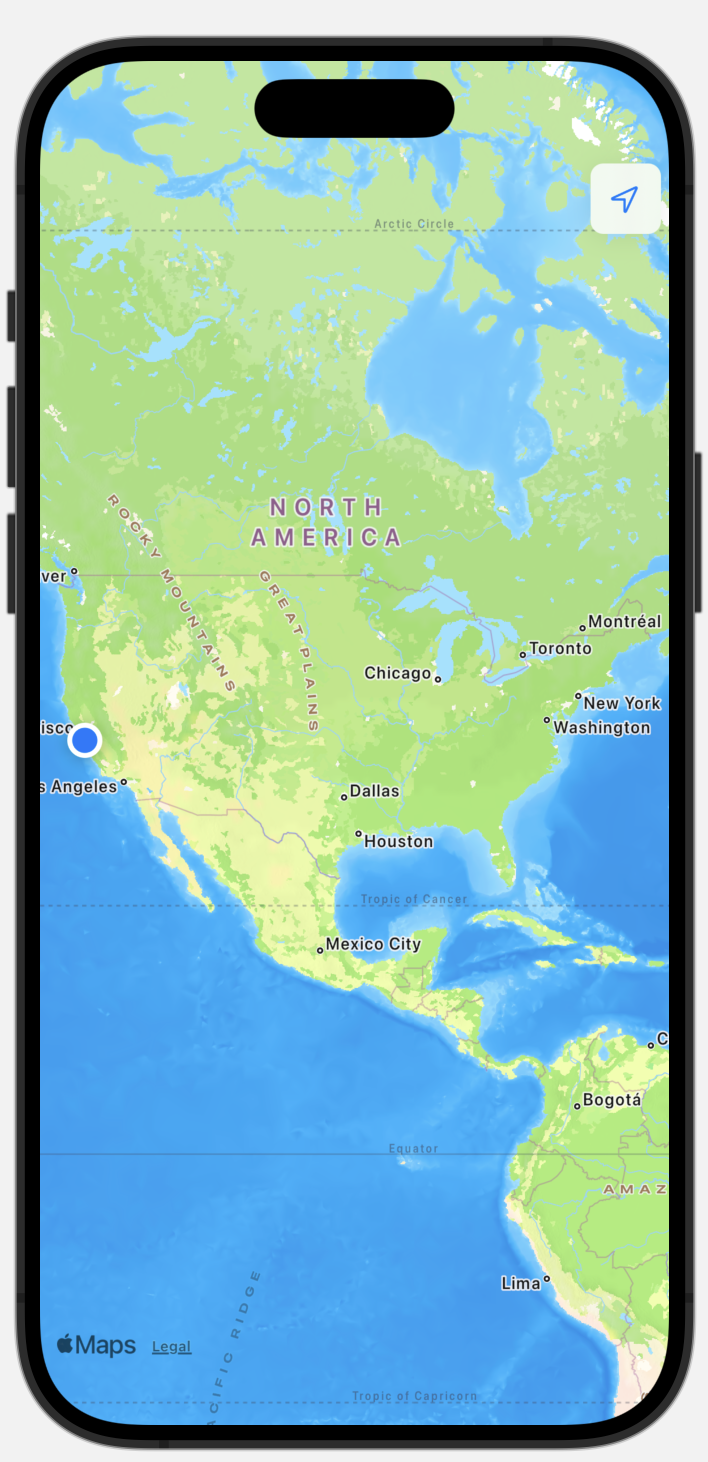 Arctic Circle
NORTH
AMERICA
ROCKY MOUNTAINS
GREAT PLAINS
ver
Montréal
Toronto
Chicago
New York
isco
Washington
s Angeles
Dallas
Houston
Tropic of Cancer
Mexico City
C
Bogotá
Equator
AMAZ
Lima
ACIFIC RIDGE
Maps
Legal
Tropic of Capricorn